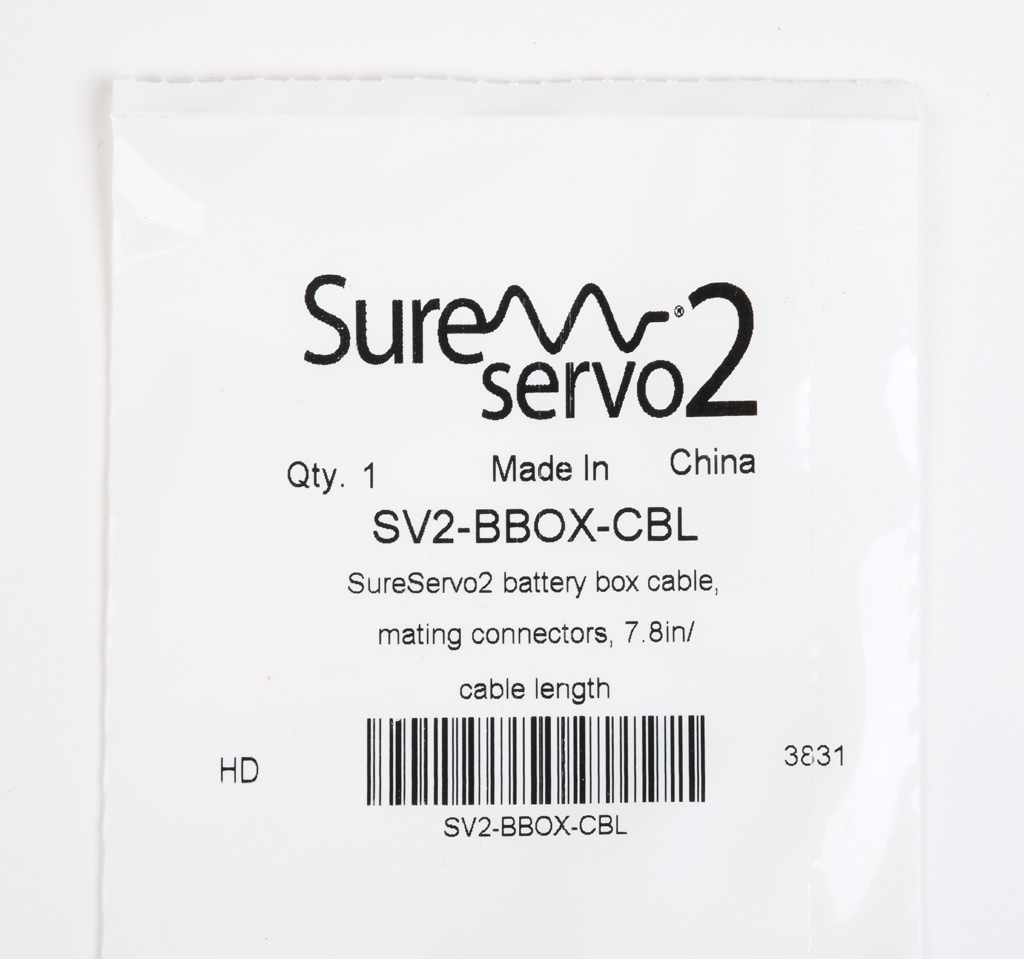 Sure ®
servo2
Qty. 1 Made In China
SV2-BBOX-CBL
SureServo2 battery box cable,
mating connectors, 7.8in/
cable length
HD 3831
SV2-BBOX-CBL